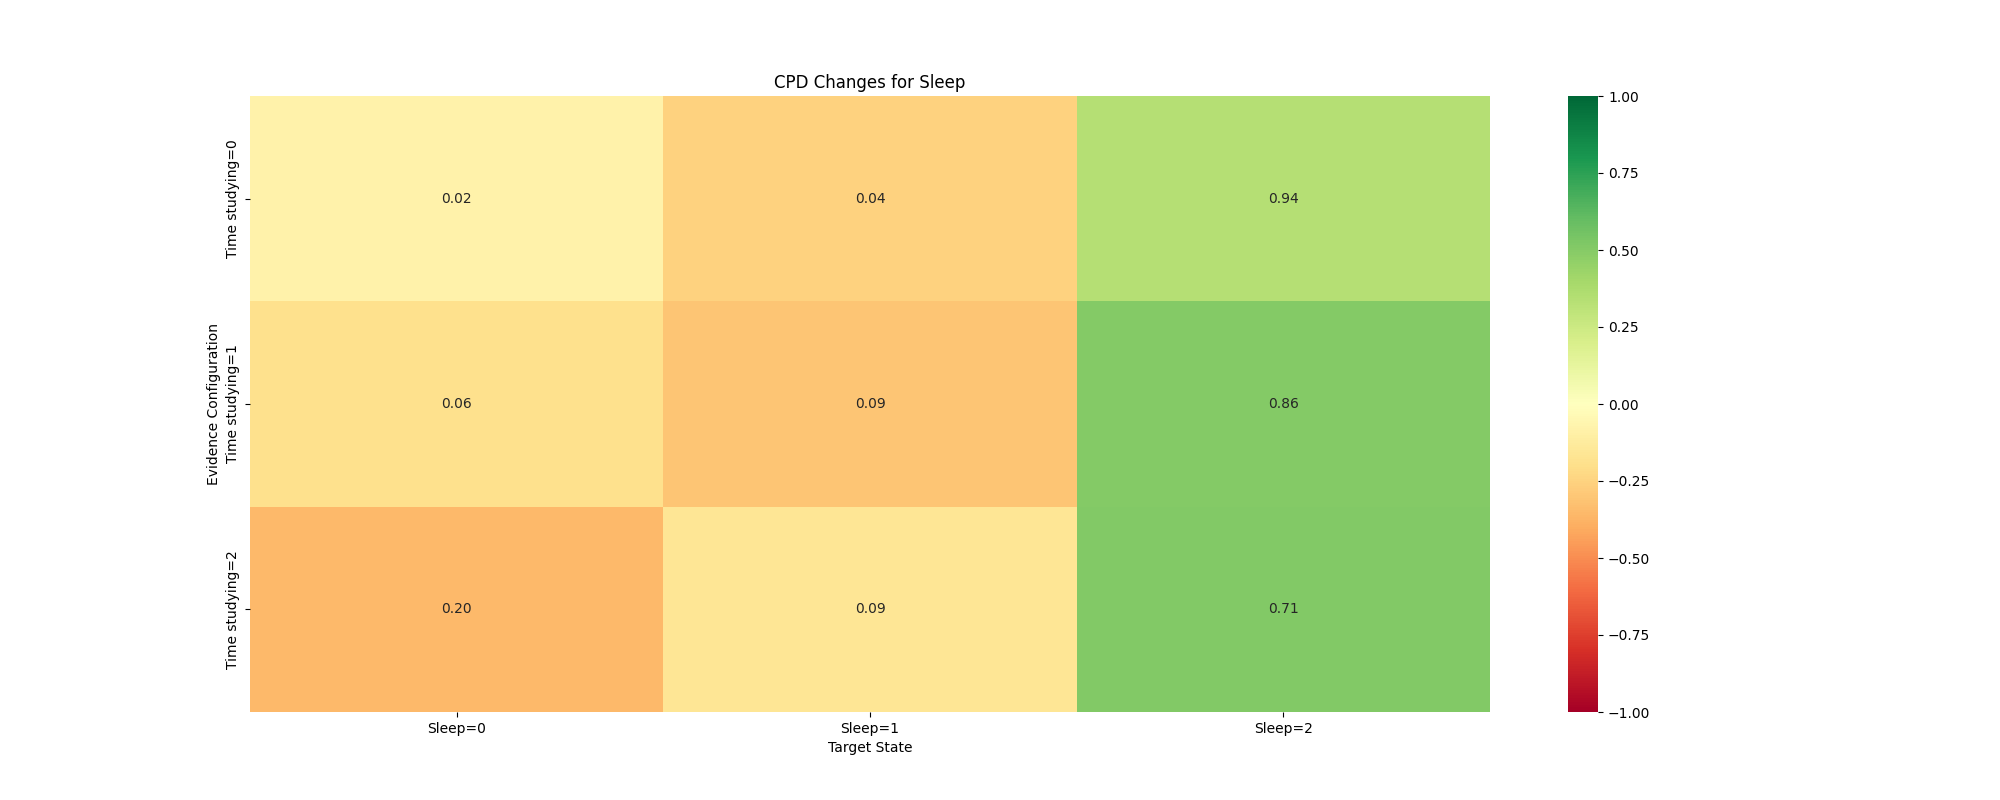 CPD Changes for Sleep
Evidence Configuration
Time studying=0
0.02 0.04 0.94
Time studying=1
0.06 0.09 0.86
Time studying=2
0.20 0.09 0.71
Sleep=0 Sleep=1 Sleep=2
Target State
1.00
0.75
0.50
0.25
0.00
−0.25
−0.50
−0.75
−1.00